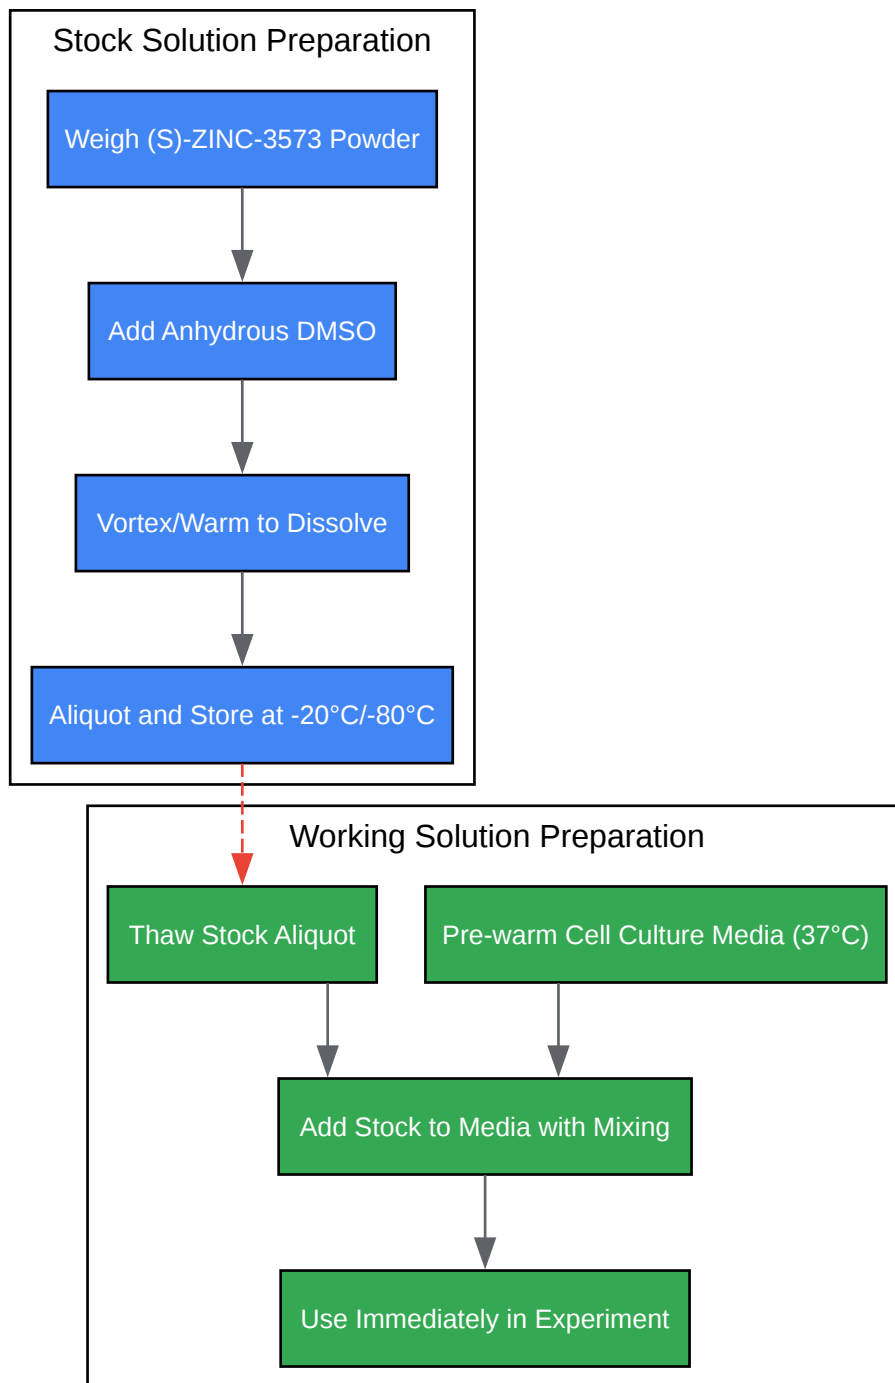 Stock Solution Preparation
Weigh (S)-ZINC-3573 Powder
Add Anhydrous DMSO
Vortex/Warm to Dissolve
Aliquot and Store at -20°C/-80°C
Working Solution Preparation
Thaw Stock Aliquot
Pre-warm Cell Culture Media (37°C)
Add Stock to Media with Mixing
Use Immediately in Experiment